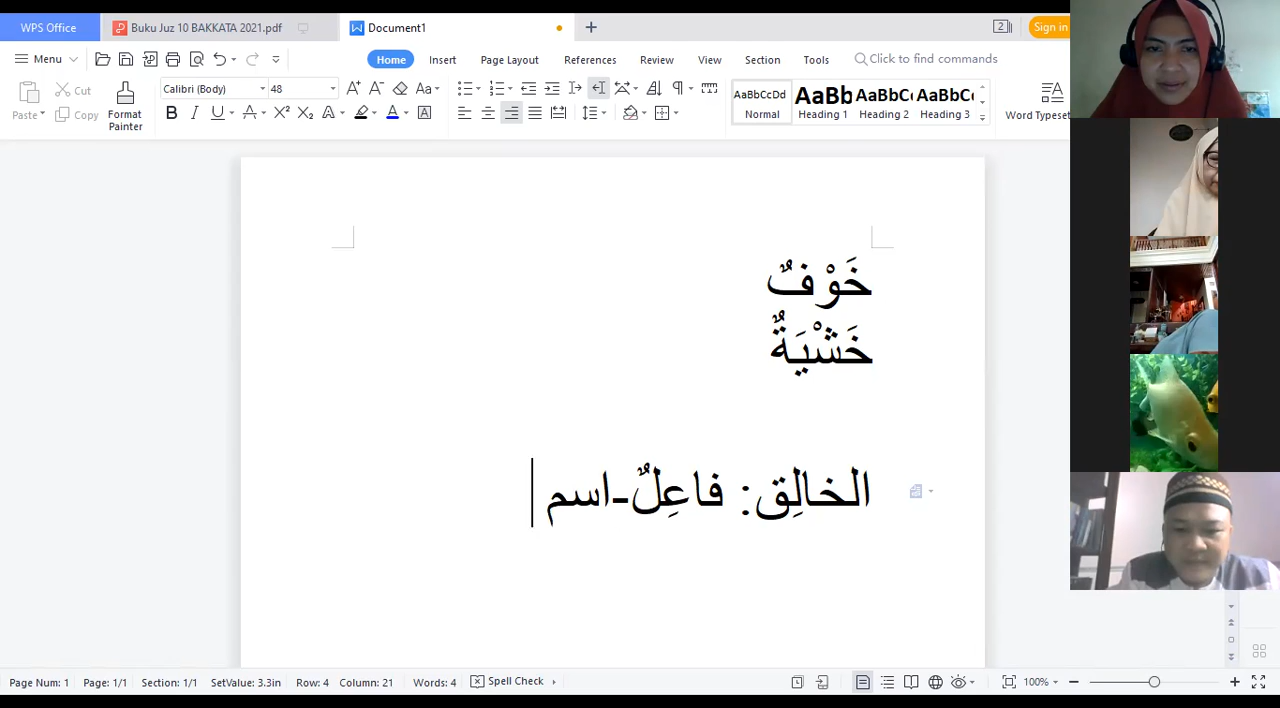 WPS Office
Buku Juz 10 BAKKATA 2021.pdf
Document1
2
Sign in
Menu
Home
Insert
Page Layout
References
Review
View
Section
Tools
Click to find commands
Paste
Cut
Copy
Format Painter
Calibri (Body)
48
AaBbCcDd
Normal
AaBb
Heading 1
AaBbC
Heading 2
AaBbC
Heading 3
Word Typeset
خَوْفٌ
خَشْيَةٌ
الخالِق: فاعِلٌ-اسم
Page Num: 1
Page: 1/1
Section: 1/1
SetValue: 3.3in
Row: 4
Column: 21
Words: 4
Spell Check
100%